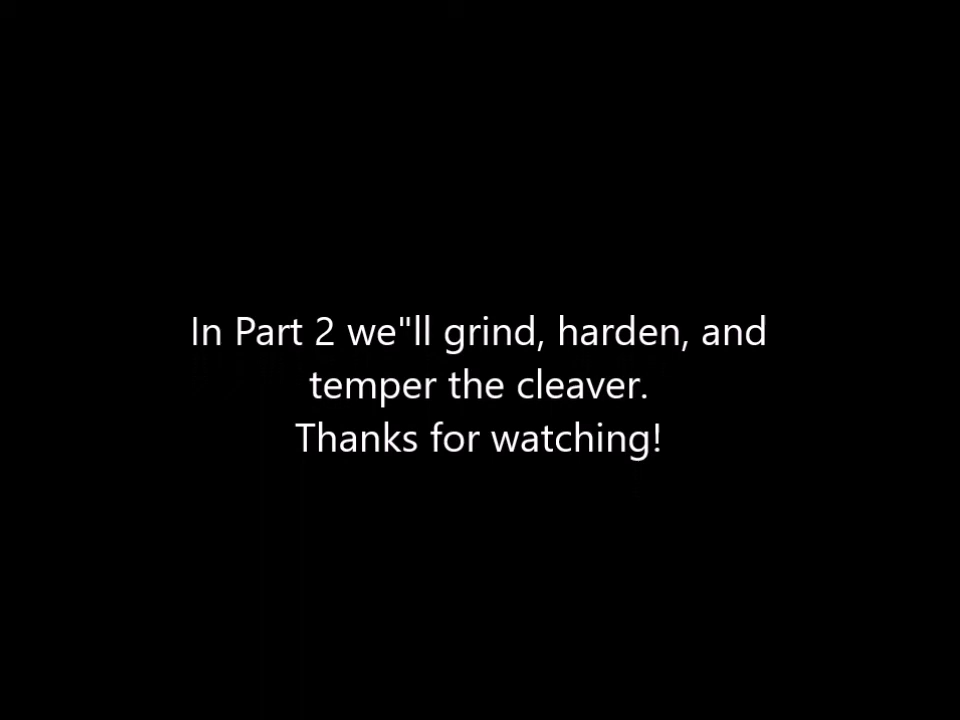 In Part 2 we"ll grind, harden, and
temper the cleaver.
Thanks for watching!